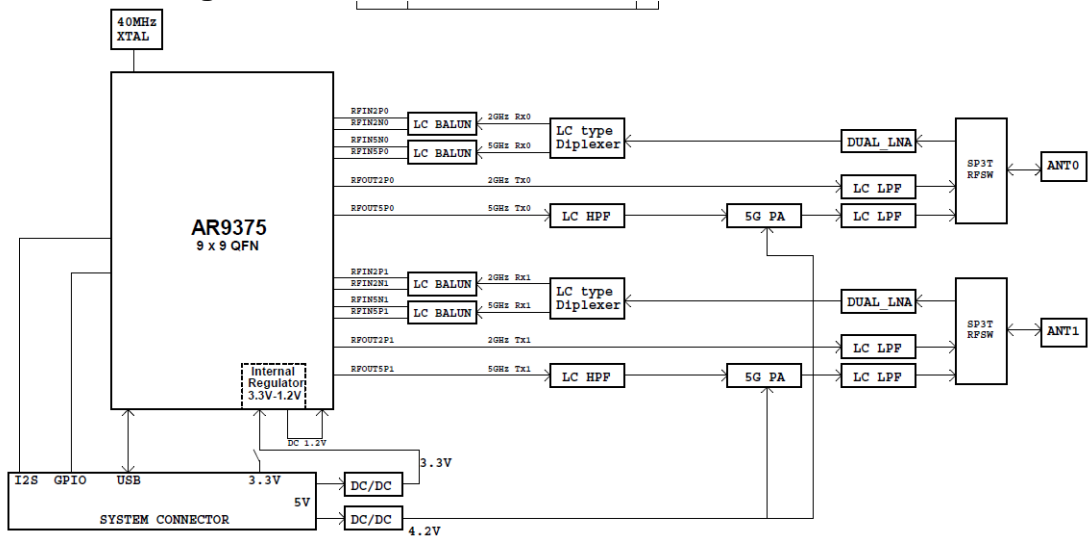 40MHz
XTAL
RFIN2P0
RFIN2N0
LC BALUN
2GHz Rx0
RFIN5N0
RFIN5P0
LC BALUN
5GHz Rx0
LC type
Diplexer
DUAL_LNA
SP3T
RFSW
ANT0
RFOUT2P0
2GHz Tx0
LC LPF
RFOUT5P0
5GHz Tx0
LC HPF
5G PA
LC LPF
AR9375
9 x 9 QFN
RFIN2P1
RFIN2N1
LC BALUN
2GHz Rx1
RFIN5N1
RFIN5P1
LC BALUN
5GHz Rx1
LC type
Diplexer
DUAL_LNA
SP3T
RFSW
ANT1
RFOUT2P1
2GHz Tx1
LC LPF
RFOUT5P1
5GHz Tx1
LC HPF
5G PA
LC LPF
Internal
Regulator
3.3V-1.2V
DC 1.2V
3.3V
I2S
GPIO
USB
3.3V
5V
DC/DC
SYSTEM CONNECTOR
DC/DC
4.2V